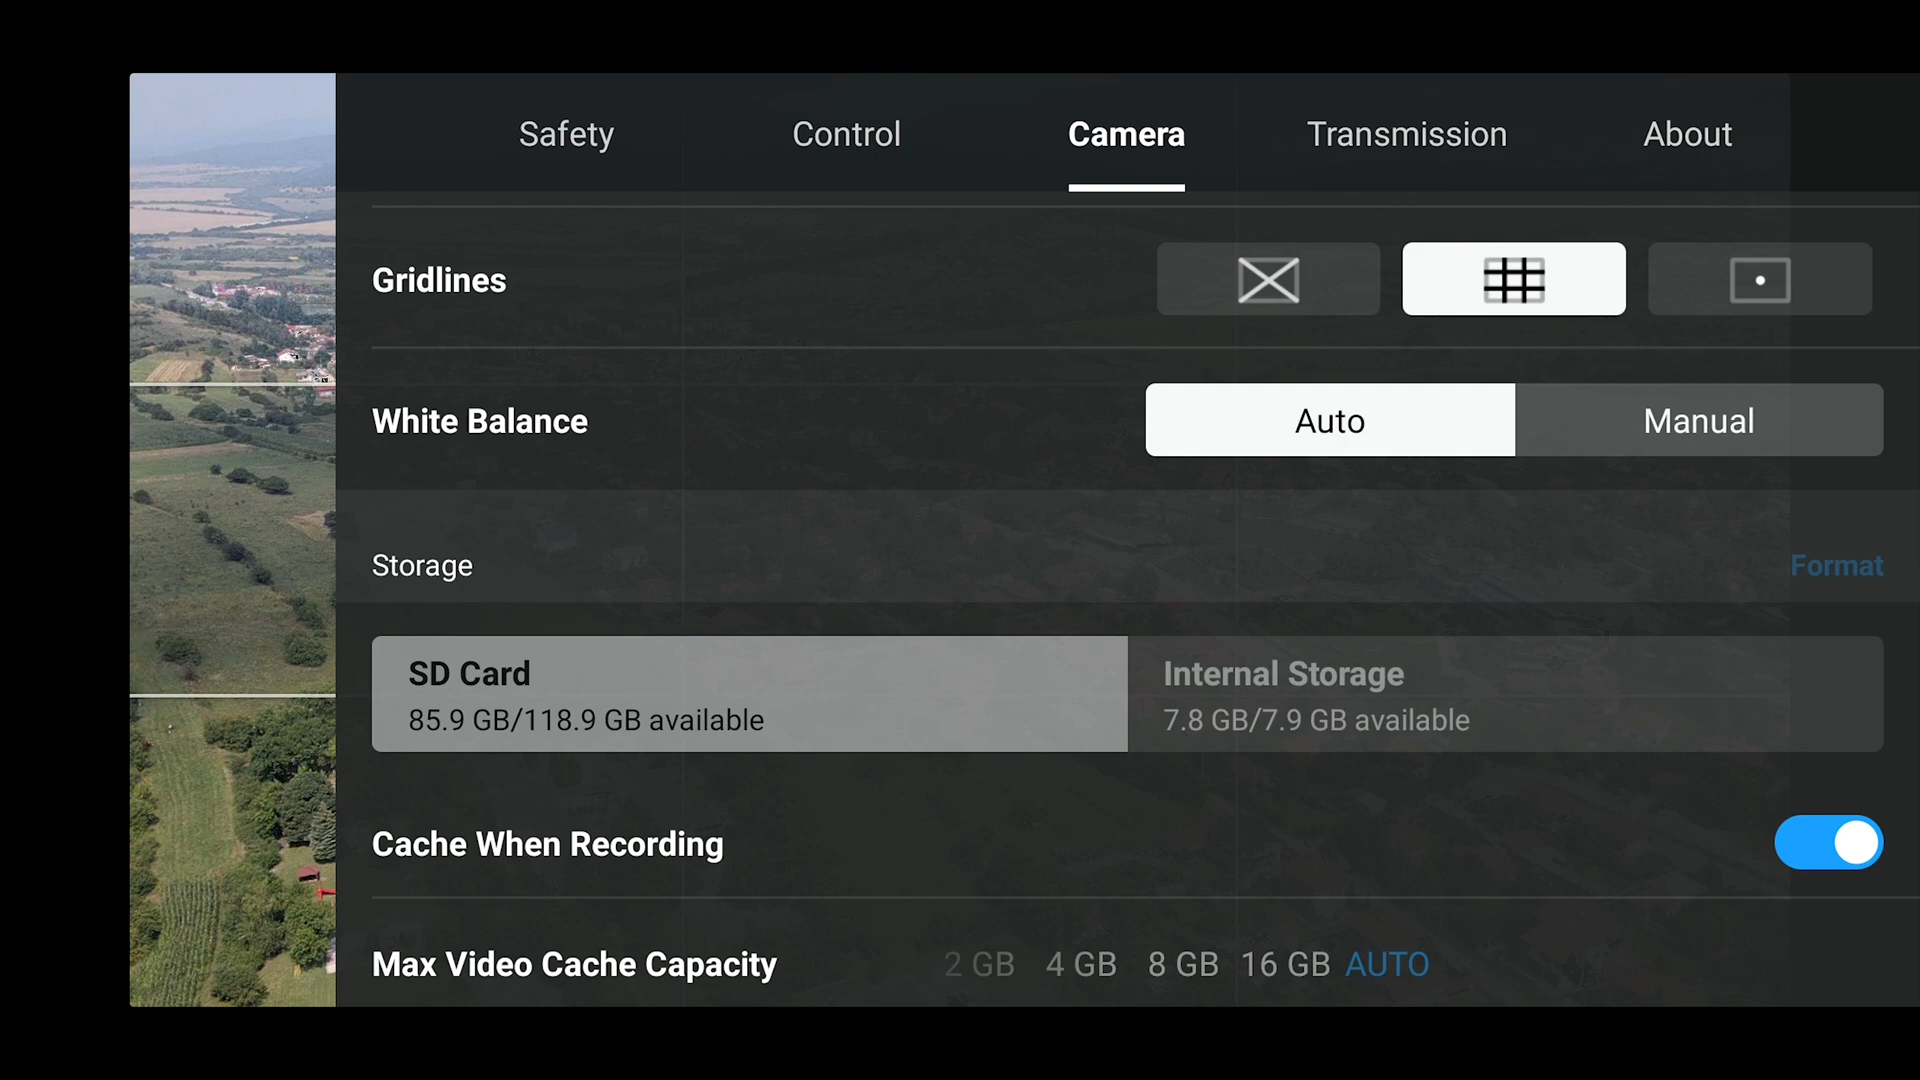 Safety
Control
Camera
Transmission
About
Gridlines
White Balance
Auto
Manual
Storage
Format
SD Card
85.9 GB/118.9 GB available
Internal Storage
7.8 GB/7.9 GB available
Cache When Recording
Max Video Cache Capacity
2 GB 4 GB 8 GB 16 GB AUTO